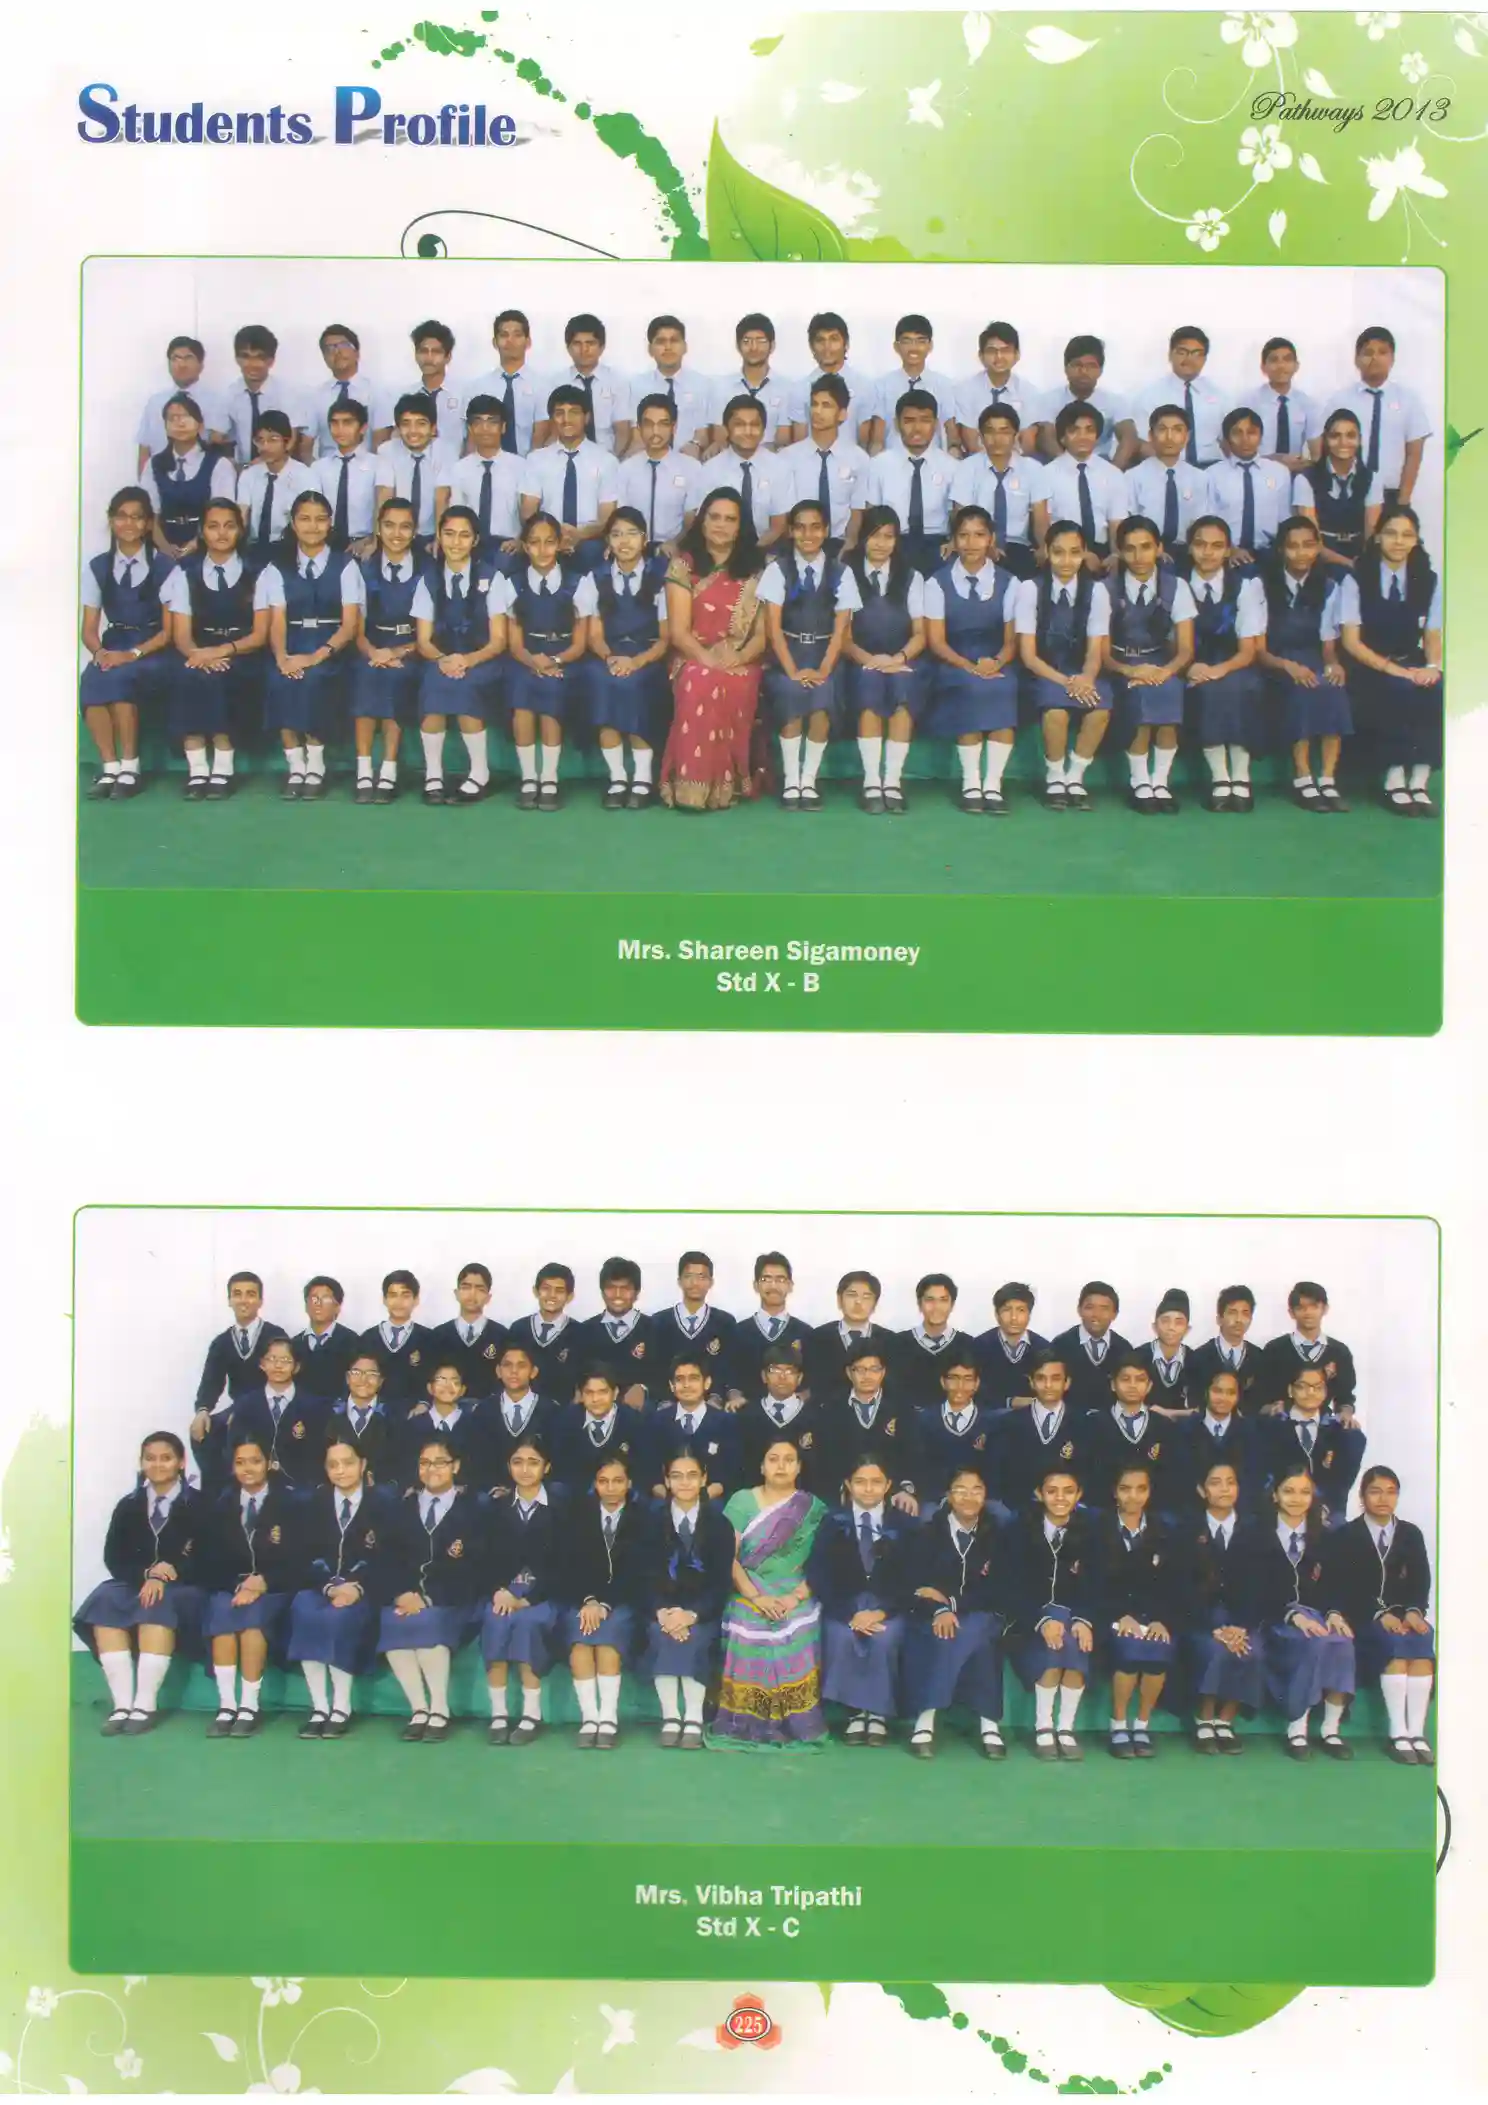 Students Profile
Pathways 2013
Mrs. Shareen Sigamoney
Std X - B
Mrs. Vibha Tripathi
Std X - C
225